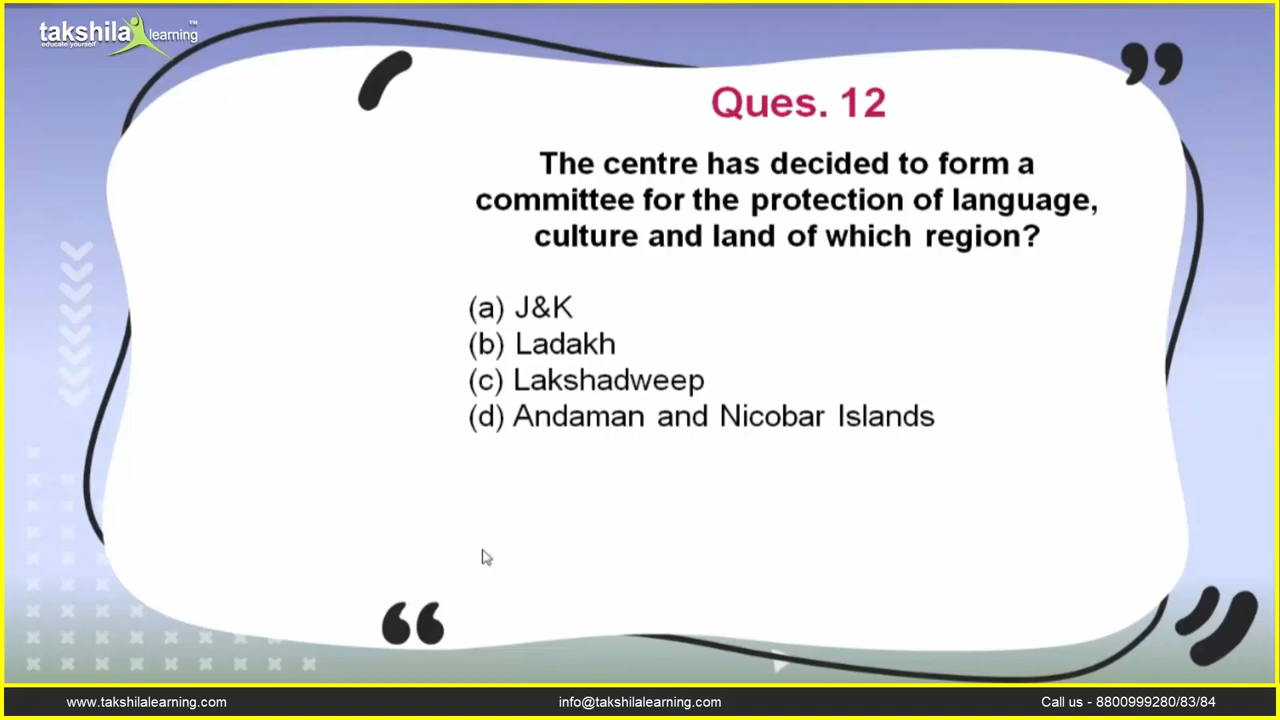 takshila learning™
educate yourself
Ques. 12
The centre has decided to form a
committee for the protection of language,
culture and land of which region?
(a) J&K
(b) Ladakh
(c) Lakshadweep
(d) Andaman and Nicobar Islands
www.takshilalearning.com
info@takshilalearning.com
Call us - 8800999280/83/84